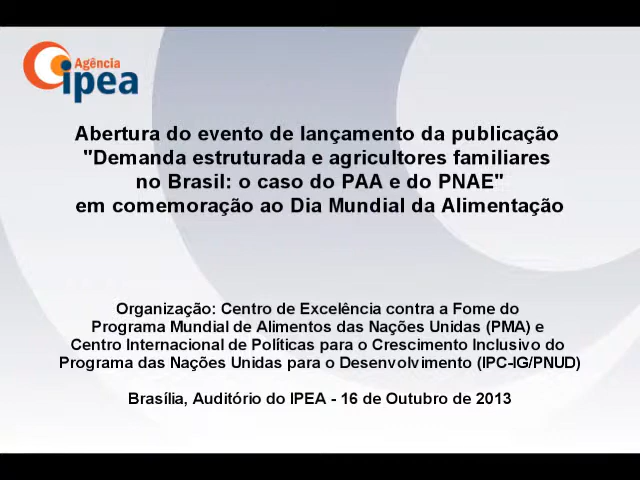 Agência
ipea
Abertura do evento de lançamento da publicação
"Demanda estruturada e agricultores familiares
no Brasil: o caso do PAA e do PNAE"
em comemoração ao Dia Mundial da Alimentação
Organização: Centro de Excelência contra a Fome do
Programa Mundial de Alimentos das Nações Unidas (PMA) e
Centro Internacional de Políticas para o Crescimento Inclusivo do
Programa das Nações Unidas para o Desenvolvimento (IPC-IG/PNUD)
Brasília, Auditório do IPEA - 16 de Outubro de 2013